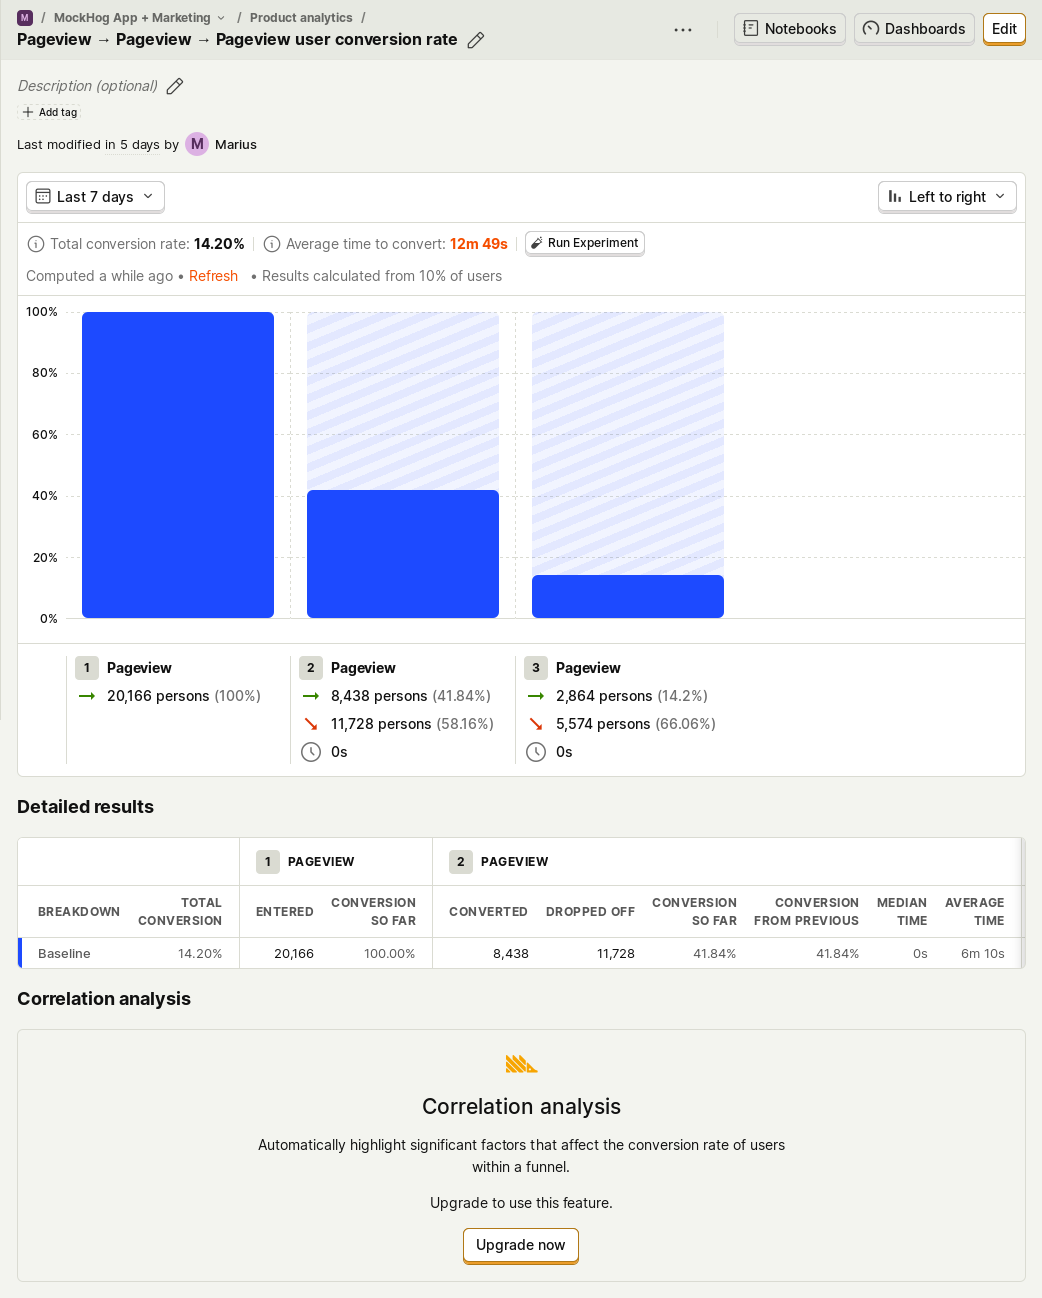 M / MockHog App + Marketing / Product analytics /
Pageview → Pageview → Pageview user conversion rate
Notebooks
Dashboards
Edit
Description (optional)
Add tag
Last modified in 5 days by M Marius
Last 7 days
Left to right
Total conversion rate: 14.20%
Average time to convert: 12m 49s
Run Experiment
Computed a while ago • Refresh • Results calculated from 10% of users
100%
80%
60%
40%
20%
0%
1 Pageview
20,166 persons (100%)
2 Pageview
8,438 persons (41.84%)
11,728 persons (58.16%)
0s
3 Pageview
2,864 persons (14.2%)
5,574 persons (66.06%)
0s
Detailed results
1 PAGEVIEW
2 PAGEVIEW
BREAKDOWN
TOTAL
CONVERSION
ENTERED
CONVERSION
SO FAR
CONVERTED
DROPPED OFF
CONVERSION
SO FAR
CONVERSION
FROM PREVIOUS
MEDIAN
TIME
AVERAGE
TIME
Baseline 14.20% 20,166 100.00% 8,438 11,728 41.84% 41.84% 0s 6m 10s
Correlation analysis
Correlation analysis
Automatically highlight significant factors that affect the conversion rate of users
within a funnel.
Upgrade to use this feature.
Upgrade now